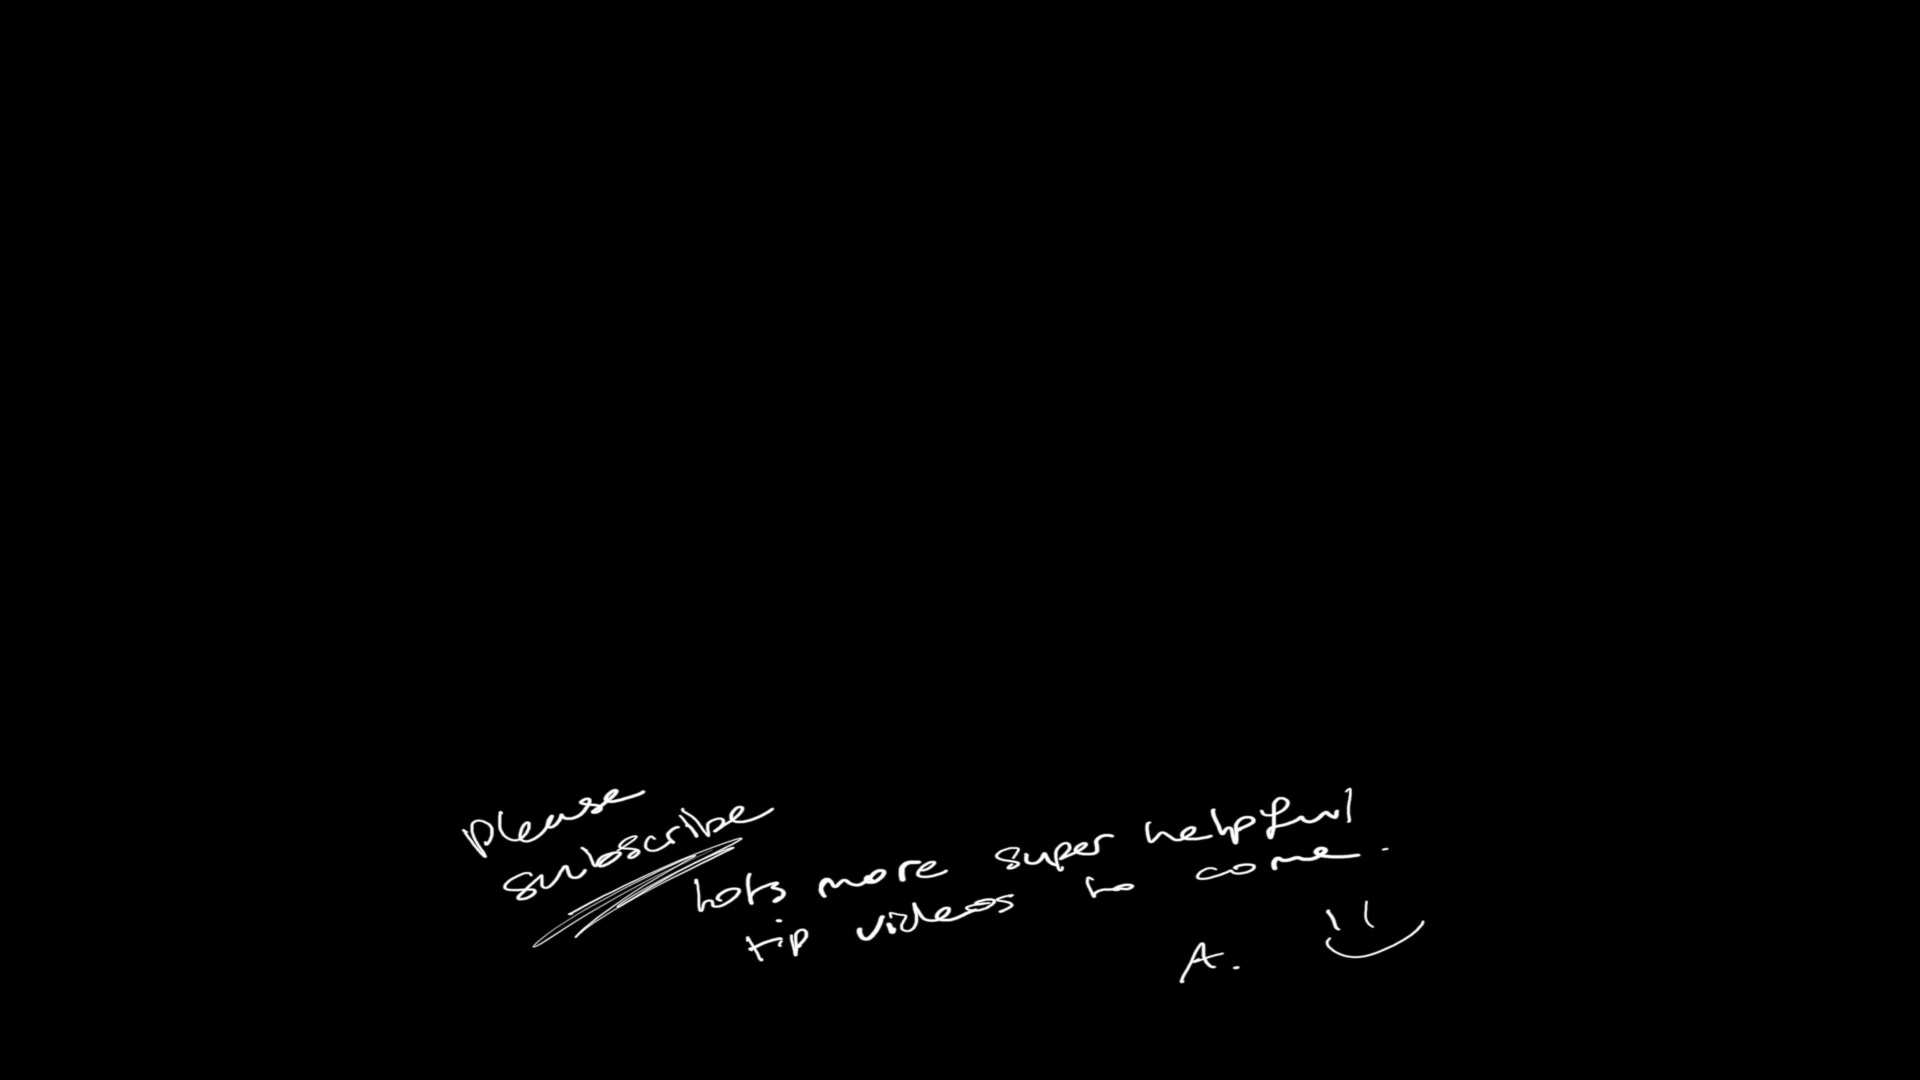 please
subscribe
Lots more super helpful
tip videos to come.
A.